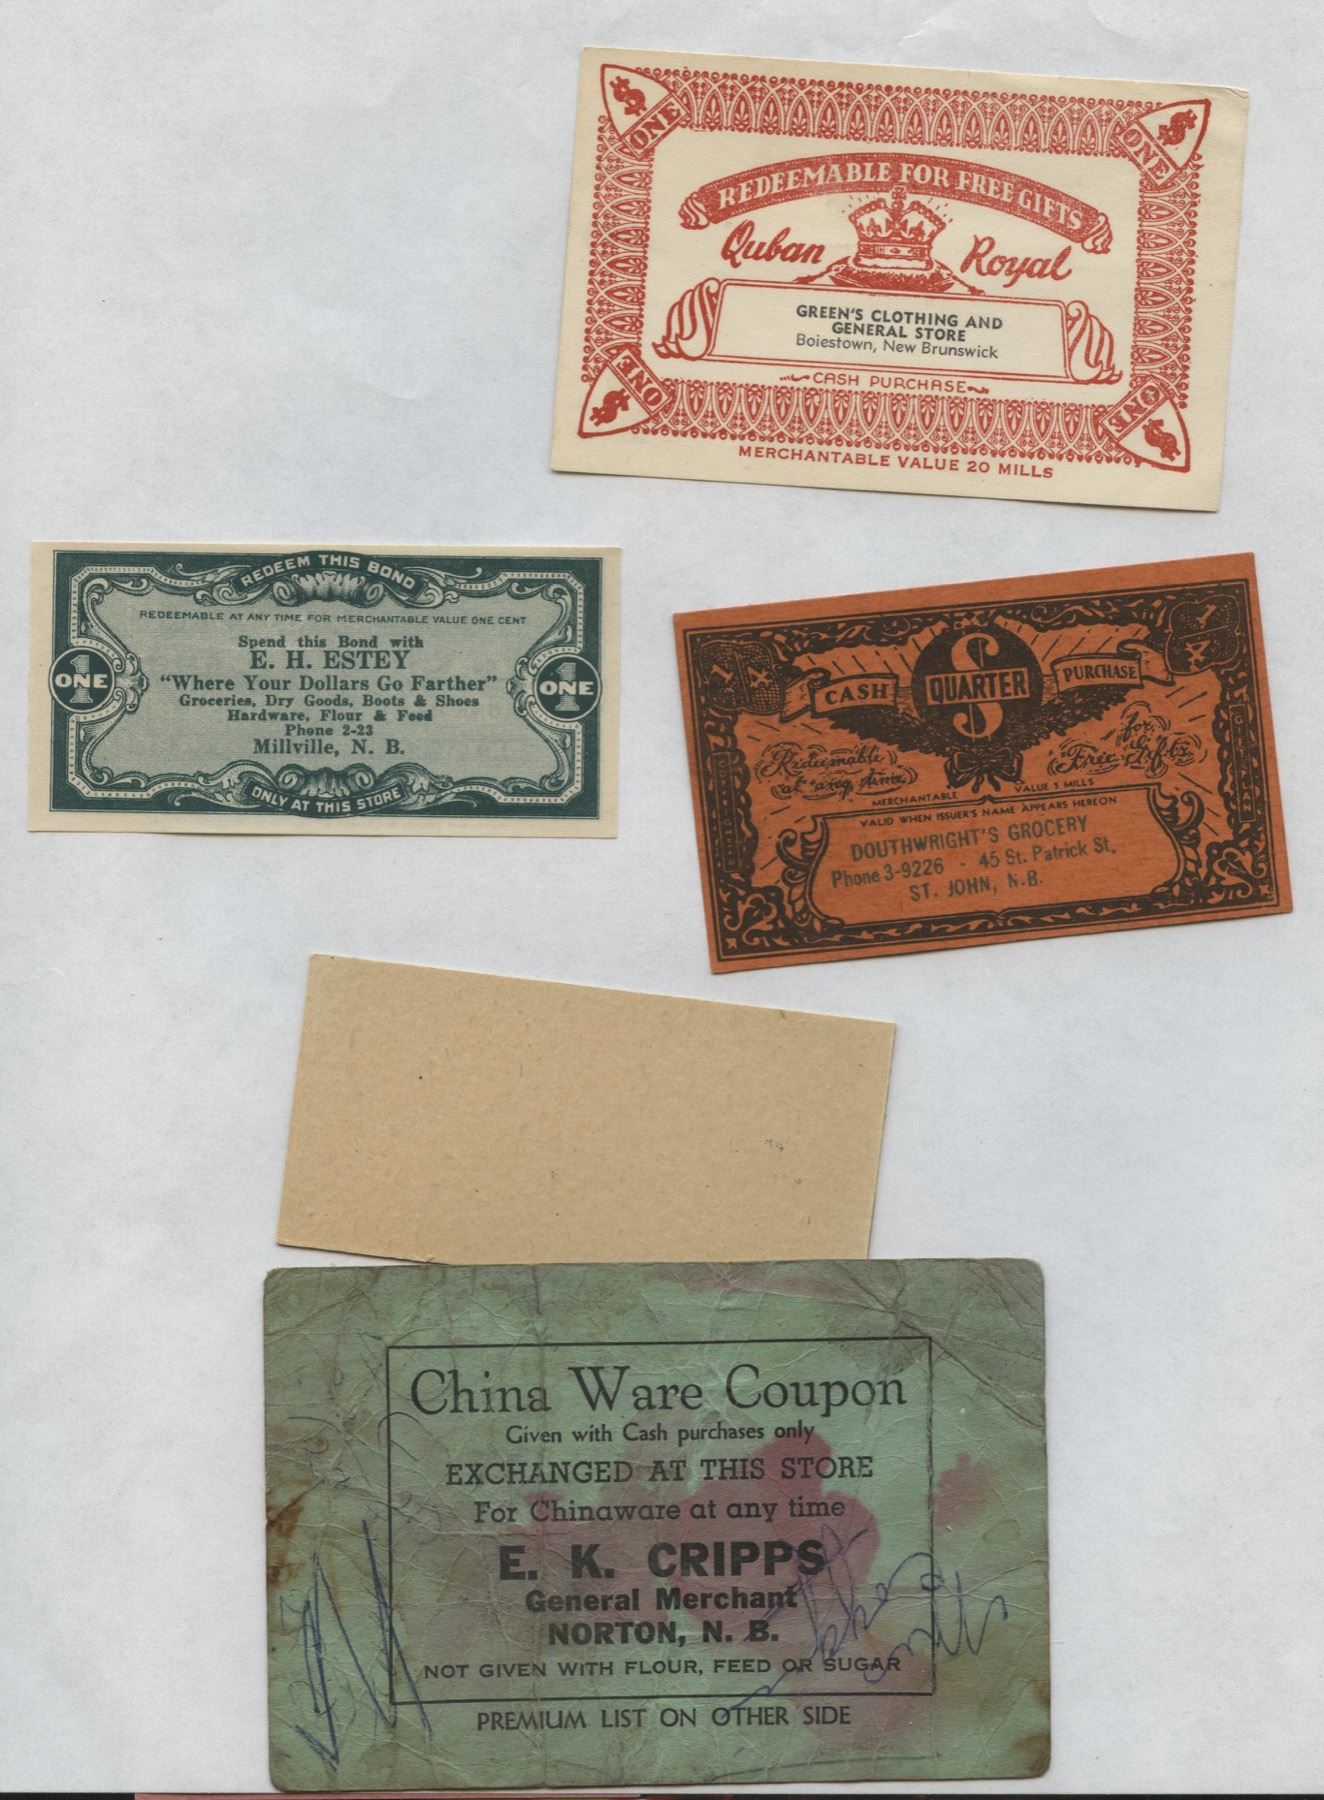 $ ONE
$ ONE
REDEEMABLE FOR FREE GIFTS
Quban Royal
GREEN'S CLOTHING AND
GENERAL STORE
Boiestown, New Brunswick
CASH PURCHASE
$ ONE
$ ONE
MERCHANTABLE VALUE 20 MILLS
REDEEM THIS BOND
REDEEMABLE AT ANY TIME FOR MERCHANTABLE VALUE ONE CENT
Spend this Bond with
E. H. ESTEY
1 ONE
1 ONE
"Where Your Dollars Go Farther"
Groceries, Dry Goods, Boots & Shoes
Hardware, Flour & Feed
Phone 2-23
Millville, N. B.
ONLY AT THIS STORE
1/4
1/4
CASH $ QUARTER PURCHASE
Redeemable
at any time
for
Free Gifts
MERCHANTABLE VALUE 5 MILLS
VALID WHEN ISSUER'S NAME APPEARS HEREON
DOUTHWRIGHT'S GROCERY
Phone 3-9226 - 45 St. Patrick St.
ST. JOHN, N.B.
China Ware Coupon
Given with Cash purchases only
EXCHANGED AT THIS STORE
For Chinaware at any time
E. K. CRIPPS
General Merchant
NORTON, N. B.
NOT GIVEN WITH FLOUR, FEED OR SUGAR
PREMIUM LIST ON OTHER SIDE